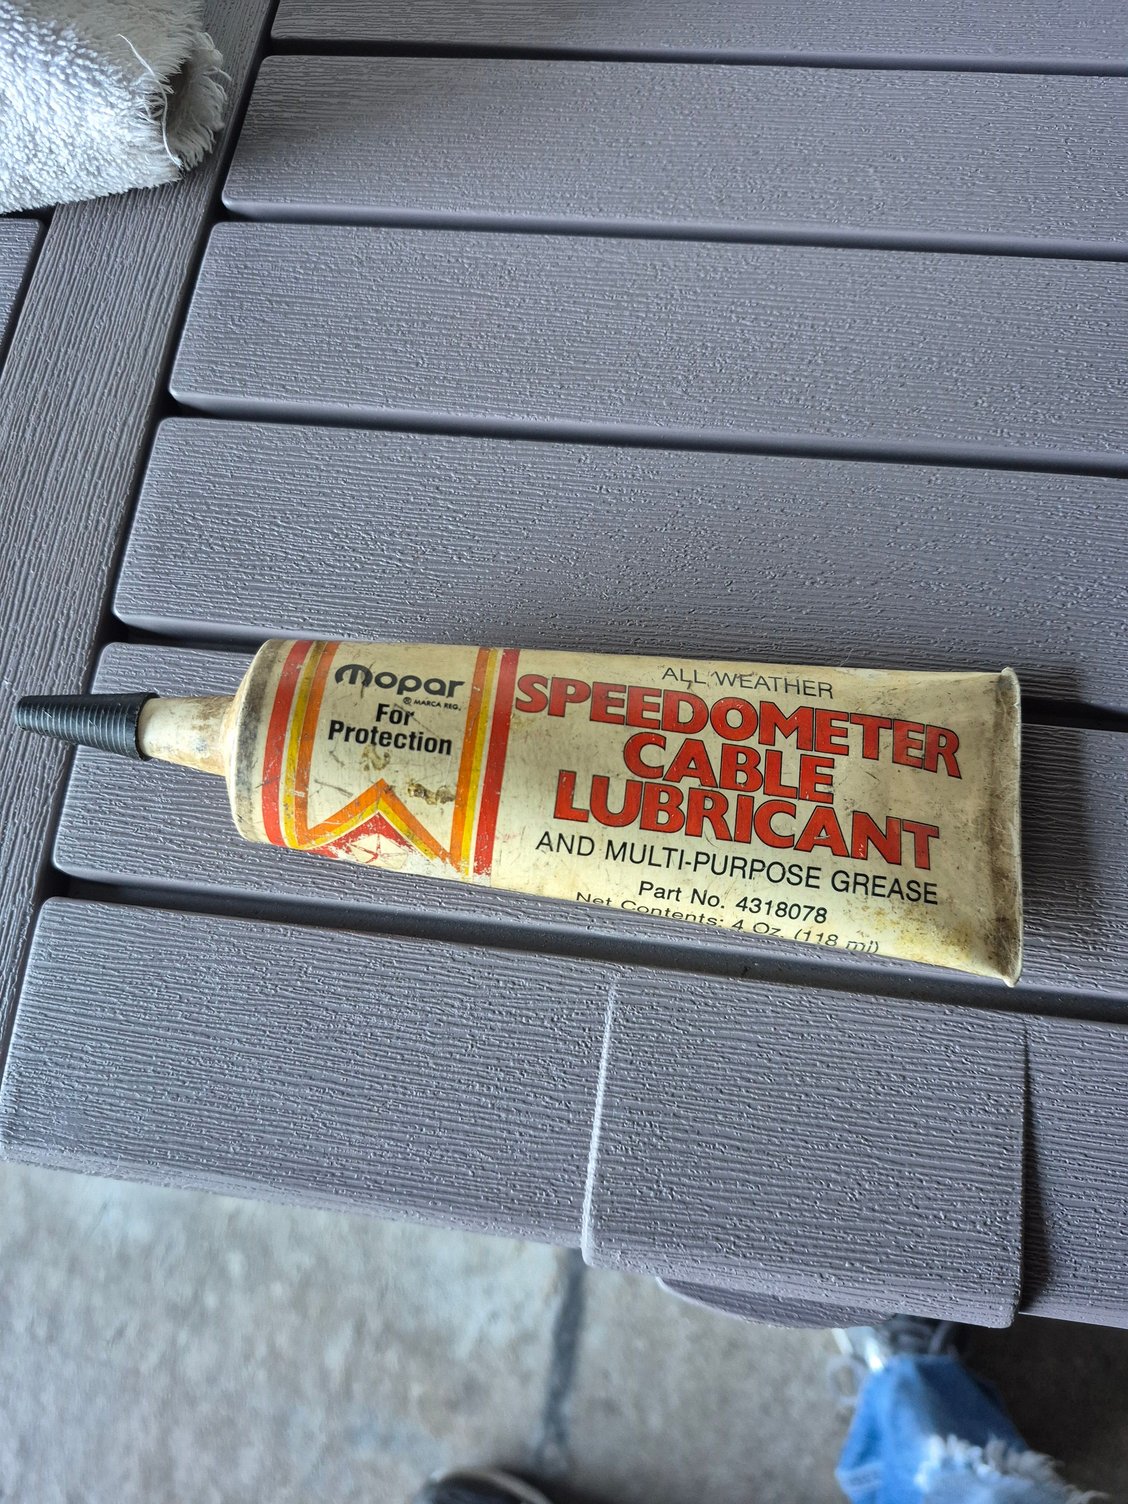 Mopar
® MARCA REG.
For
Protection
ALL WEATHER
SPEEDOMETER
CABLE
LUBRICANT
AND MULTI-PURPOSE GREASE
Part No. 4318078
Net Contents: 4 Oz. (118 ml)